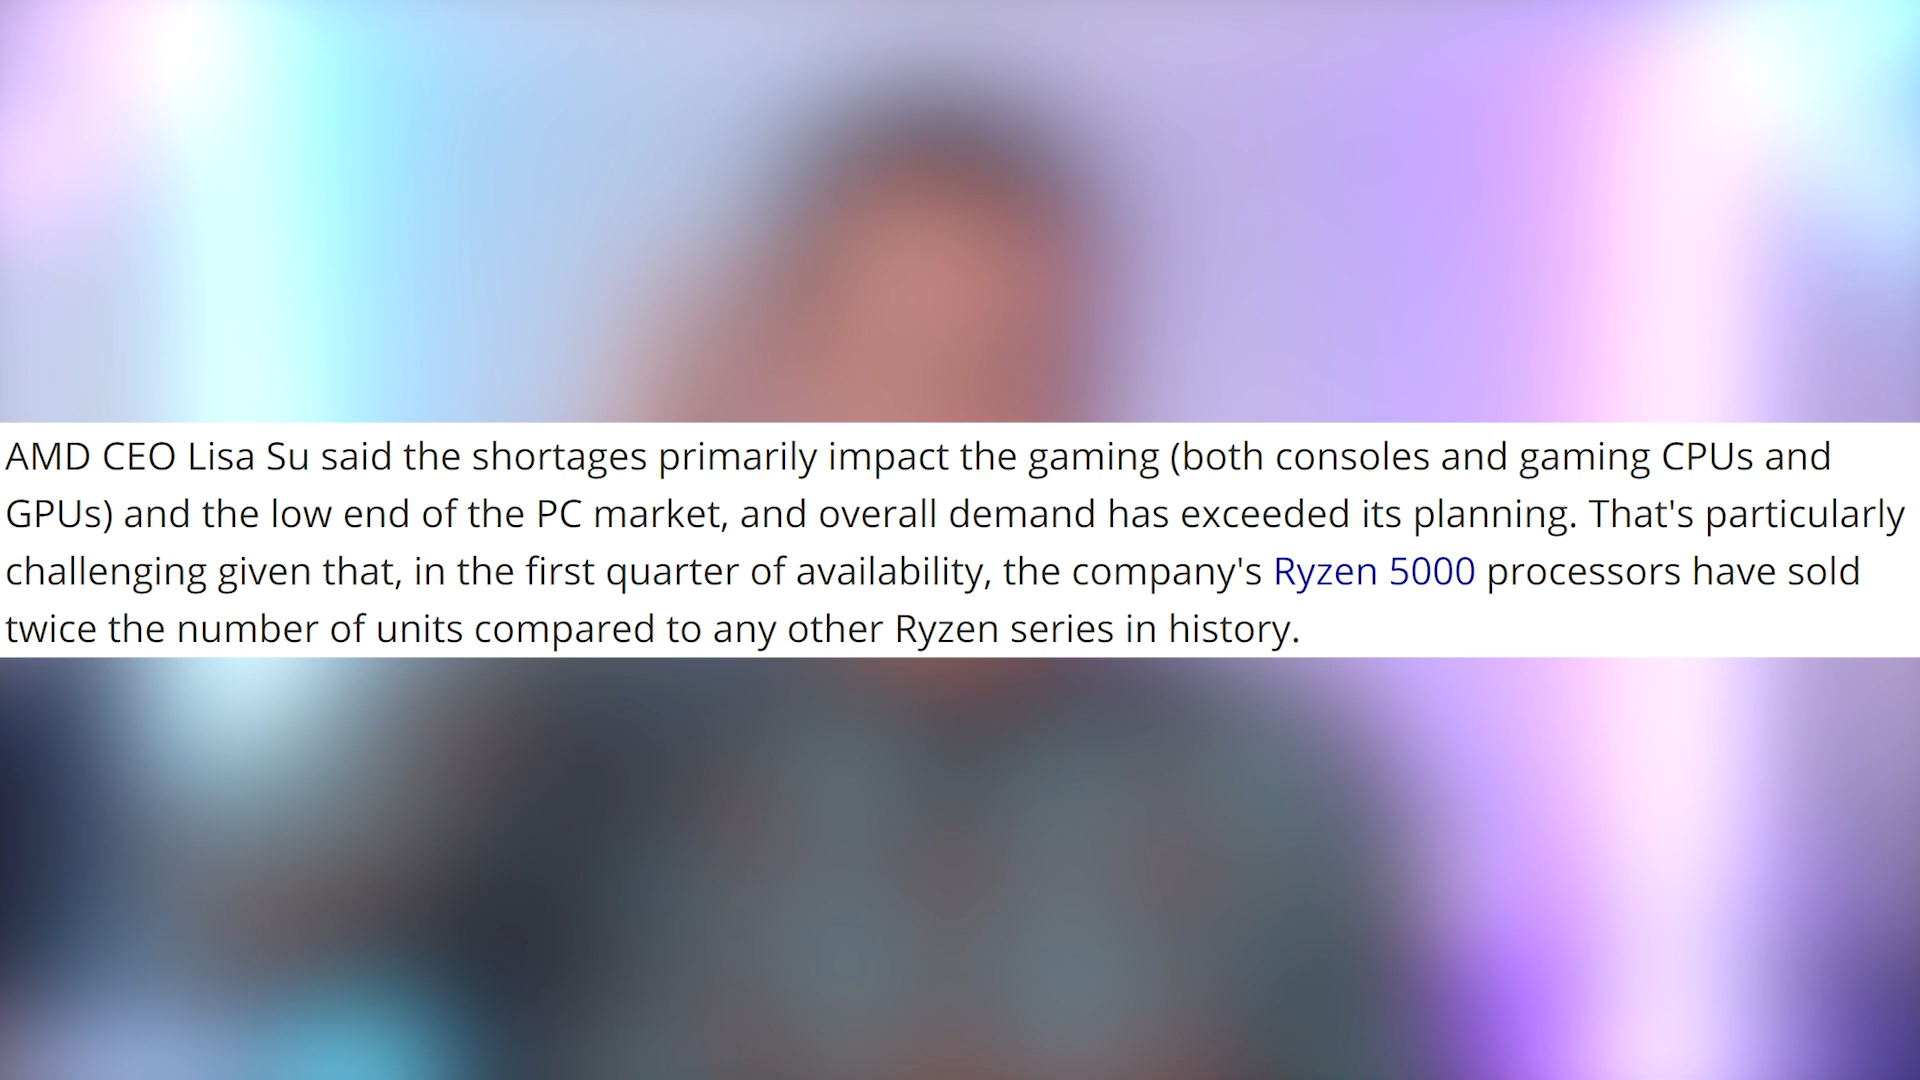 AMD CEO Lisa Su said the shortages primarily impact the gaming (both consoles and gaming CPUs and
GPUs) and the low end of the PC market, and overall demand has exceeded its planning. That's particularly
challenging given that, in the first quarter of availability, the company's Ryzen 5000 processors have sold
twice the number of units compared to any other Ryzen series in history.